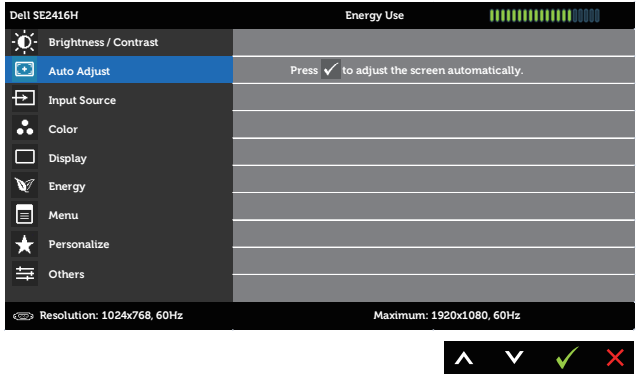 Dell SE2416H Energy Use
Brightness / Contrast
Auto Adjust Press ✓ to adjust the screen automatically.
Input Source
Color
Display
Energy
Menu
Personalize
Others
Resolution: 1024x768, 60Hz Maximum: 1920x1080, 60Hz